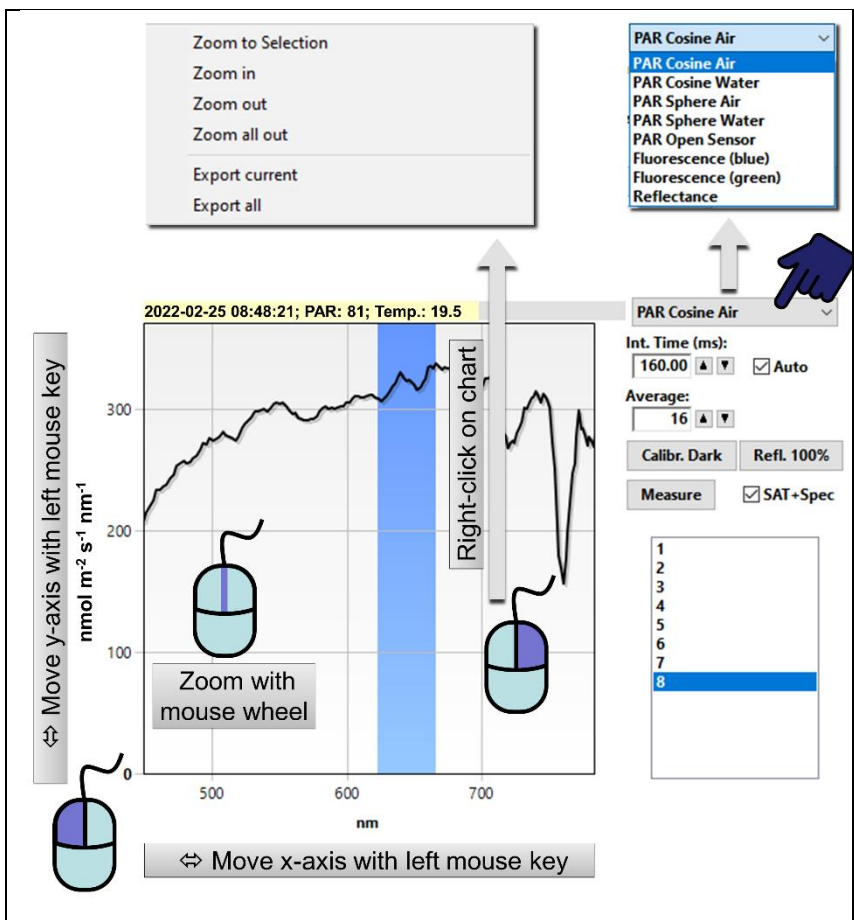 Zoom to Selection
Zoom in
Zoom out
Zoom all out
Export current
Export all
PAR Cosine Air
PAR Cosine Air
PAR Cosine Water
PAR Sphere Air
PAR Sphere Water
PAR Open Sensor
Fluorescence (blue)
Fluorescence (green)
Reflectance
2022-02-25 08:48:21; PAR: 81; Temp.: 19.5
PAR Cosine Air
Int. Time (ms):
160.00 Auto
Average:
16
Calibr. Dark Refl. 100%
Measure SAT+Spec
1
2
3
4
5
6
7
8
⇔ Move y-axis with left mouse key
nmol m⁻² s⁻¹ nm⁻¹
300
200
100
0
Right-click on chart
Zoom with
mouse wheel
500 600 700
nm
⇔ Move x-axis with left mouse key